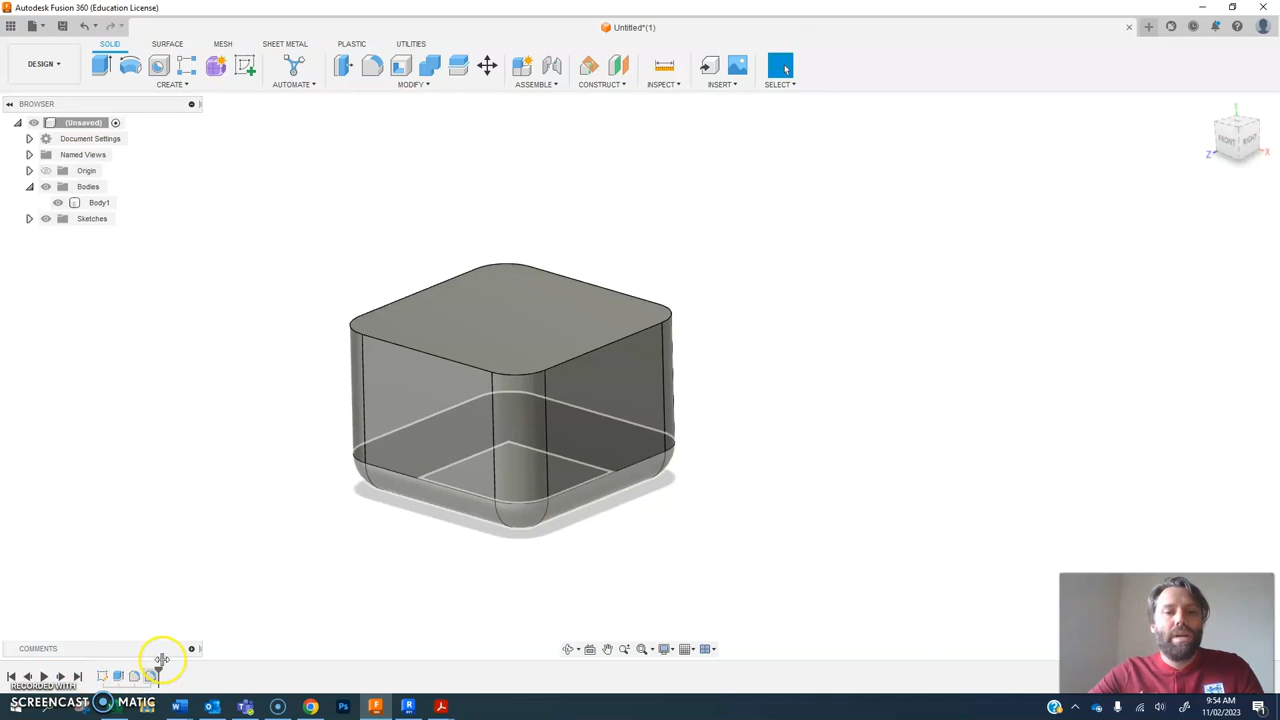 Autodesk Fusion 360 (Education License)
Untitled*(1)
SOLID
SURFACE
MESH
SHEET METAL
PLASTIC
UTILITIES
DESIGN
CREATE
AUTOMATE
MODIFY
ASSEMBLE
CONSTRUCT
INSPECT
INSERT
SELECT
BROWSER
(Unsaved)
Document Settings
Named Views
Origin
Bodies
Body1
Sketches
FRONT
RIGHT
Y
Z
X
COMMENTS
RECORDED WITH
SCREENCAST MATIC
9:54 AM
11/02/2023